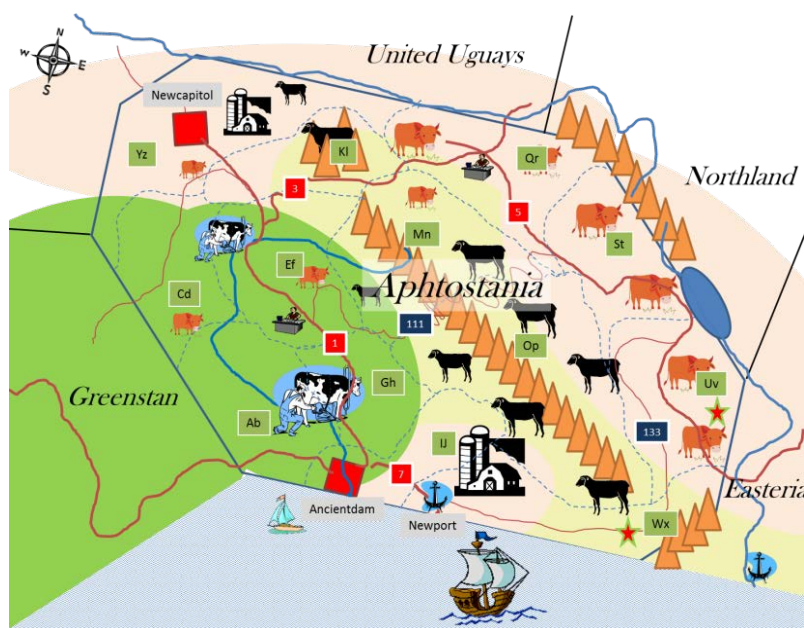 N
W
E
S
United Uguays
Newcapitol
Yz
Kl
Qr
3
5
Northland
Mn
St
Ef
Cd
Aphtostania
111
1
Op
Gh
Uv
Greenstan
Ab
IJ
133
7
Easteria
Ancientdam
Newport
Wx